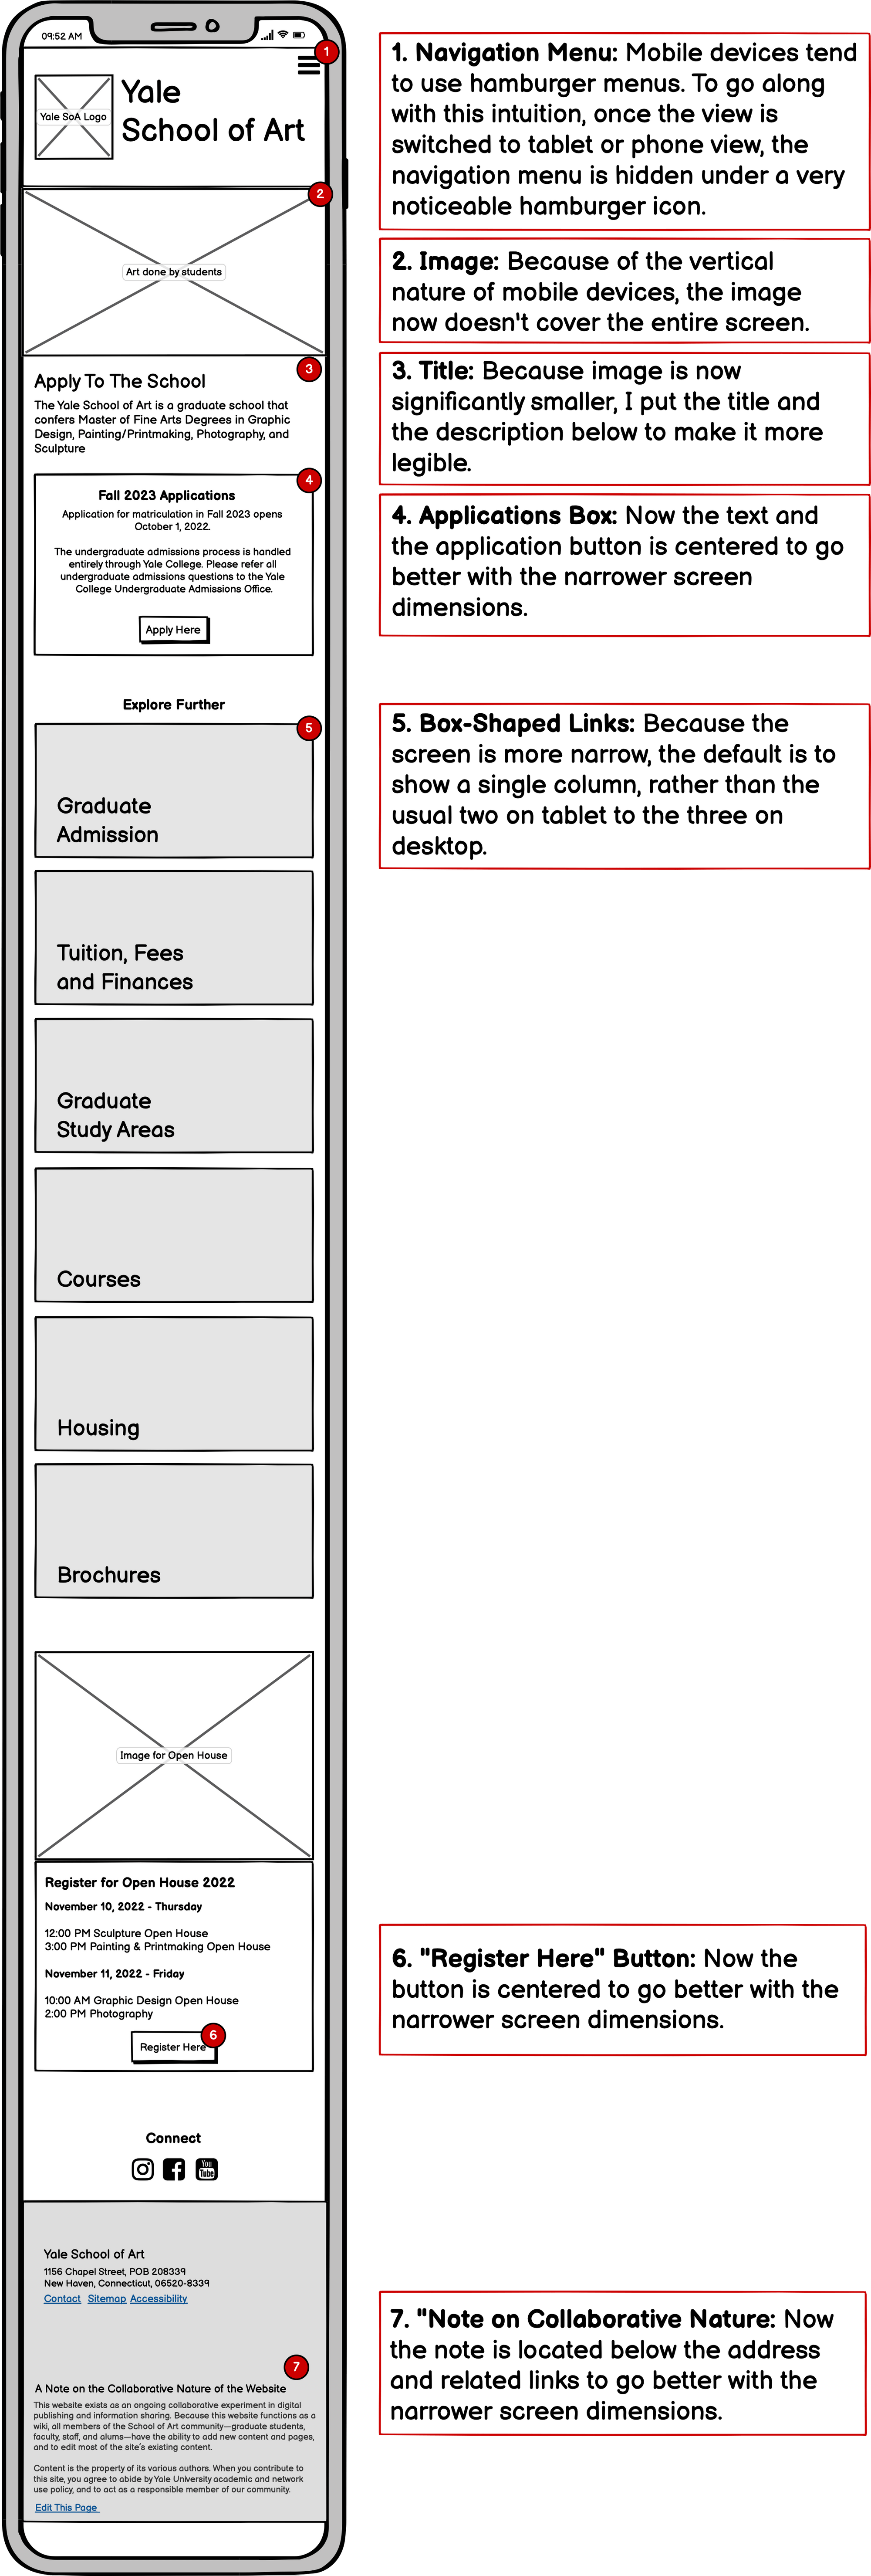 09:52 AM
1
Yale SoA Logo
Yale
School of Art
2
Art done by students
3
Apply To The School
The Yale School of Art is a graduate school that
confers Master of Fine Arts Degrees in Graphic
Design, Painting/Printmaking, Photography, and
Sculpture
4
Fall 2023 Applications
Application for matriculation in Fall 2023 opens
October 1, 2022.
The undergraduate admissions process is handled
entirely through Yale College. Please refer all
undergraduate admissions questions to the Yale
College Undergraduate Admissions Office.
Apply Here
Explore Further
5
Graduate
Admission
Tuition, Fees
and Finances
Graduate
Study Areas
Courses
Housing
Brochures
Image for Open House
Register for Open House 2022
November 10, 2022 - Thursday
12:00 PM Sculpture Open House
3:00 PM Painting & Printmaking Open House
November 11, 2022 - Friday
10:00 AM Graphic Design Open House
2:00 PM Photography
6
Register Here
Connect
You
Tube
Yale School of Art
1156 Chapel Street, POB 208339
New Haven, Connecticut, 06520-8339
Contact Sitemap Accessibility
7
A Note on the Collaborative Nature of the Website
This website exists as an ongoing collaborative experiment in digital
publishing and information sharing. Because this website functions as a
wiki, all members of the School of Art community—graduate students,
faculty, staff, and alums—have the ability to add new content and pages,
and to edit most of the site's existing content.
Content is the property of its various authors. When you contribute to
this site, you agree to abide by Yale University academic and network
use policy, and to act as a responsible member of our community.
Edit This Page
1. Navigation Menu: Mobile devices tend
to use hamburger menus. To go along
with this intuition, once the view is
switched to tablet or phone view, the
navigation menu is hidden under a very
noticeable hamburger icon.
2. Image: Because of the vertical
nature of mobile devices, the image
now doesn't cover the entire screen.
3. Title: Because image is now
significantly smaller, I put the title and
the description below to make it more
legible.
4. Applications Box: Now the text and
the application button is centered to go
better with the narrower screen
dimensions.
5. Box-Shaped Links: Because the
screen is more narrow, the default is to
show a single column, rather than the
usual two on tablet to the three on
desktop.
6. "Register Here" Button: Now the
button is centered to go better with the
narrower screen dimensions.
7. "Note on Collaborative Nature: Now
the note is located below the address
and related links to go better with the
narrower screen dimensions.